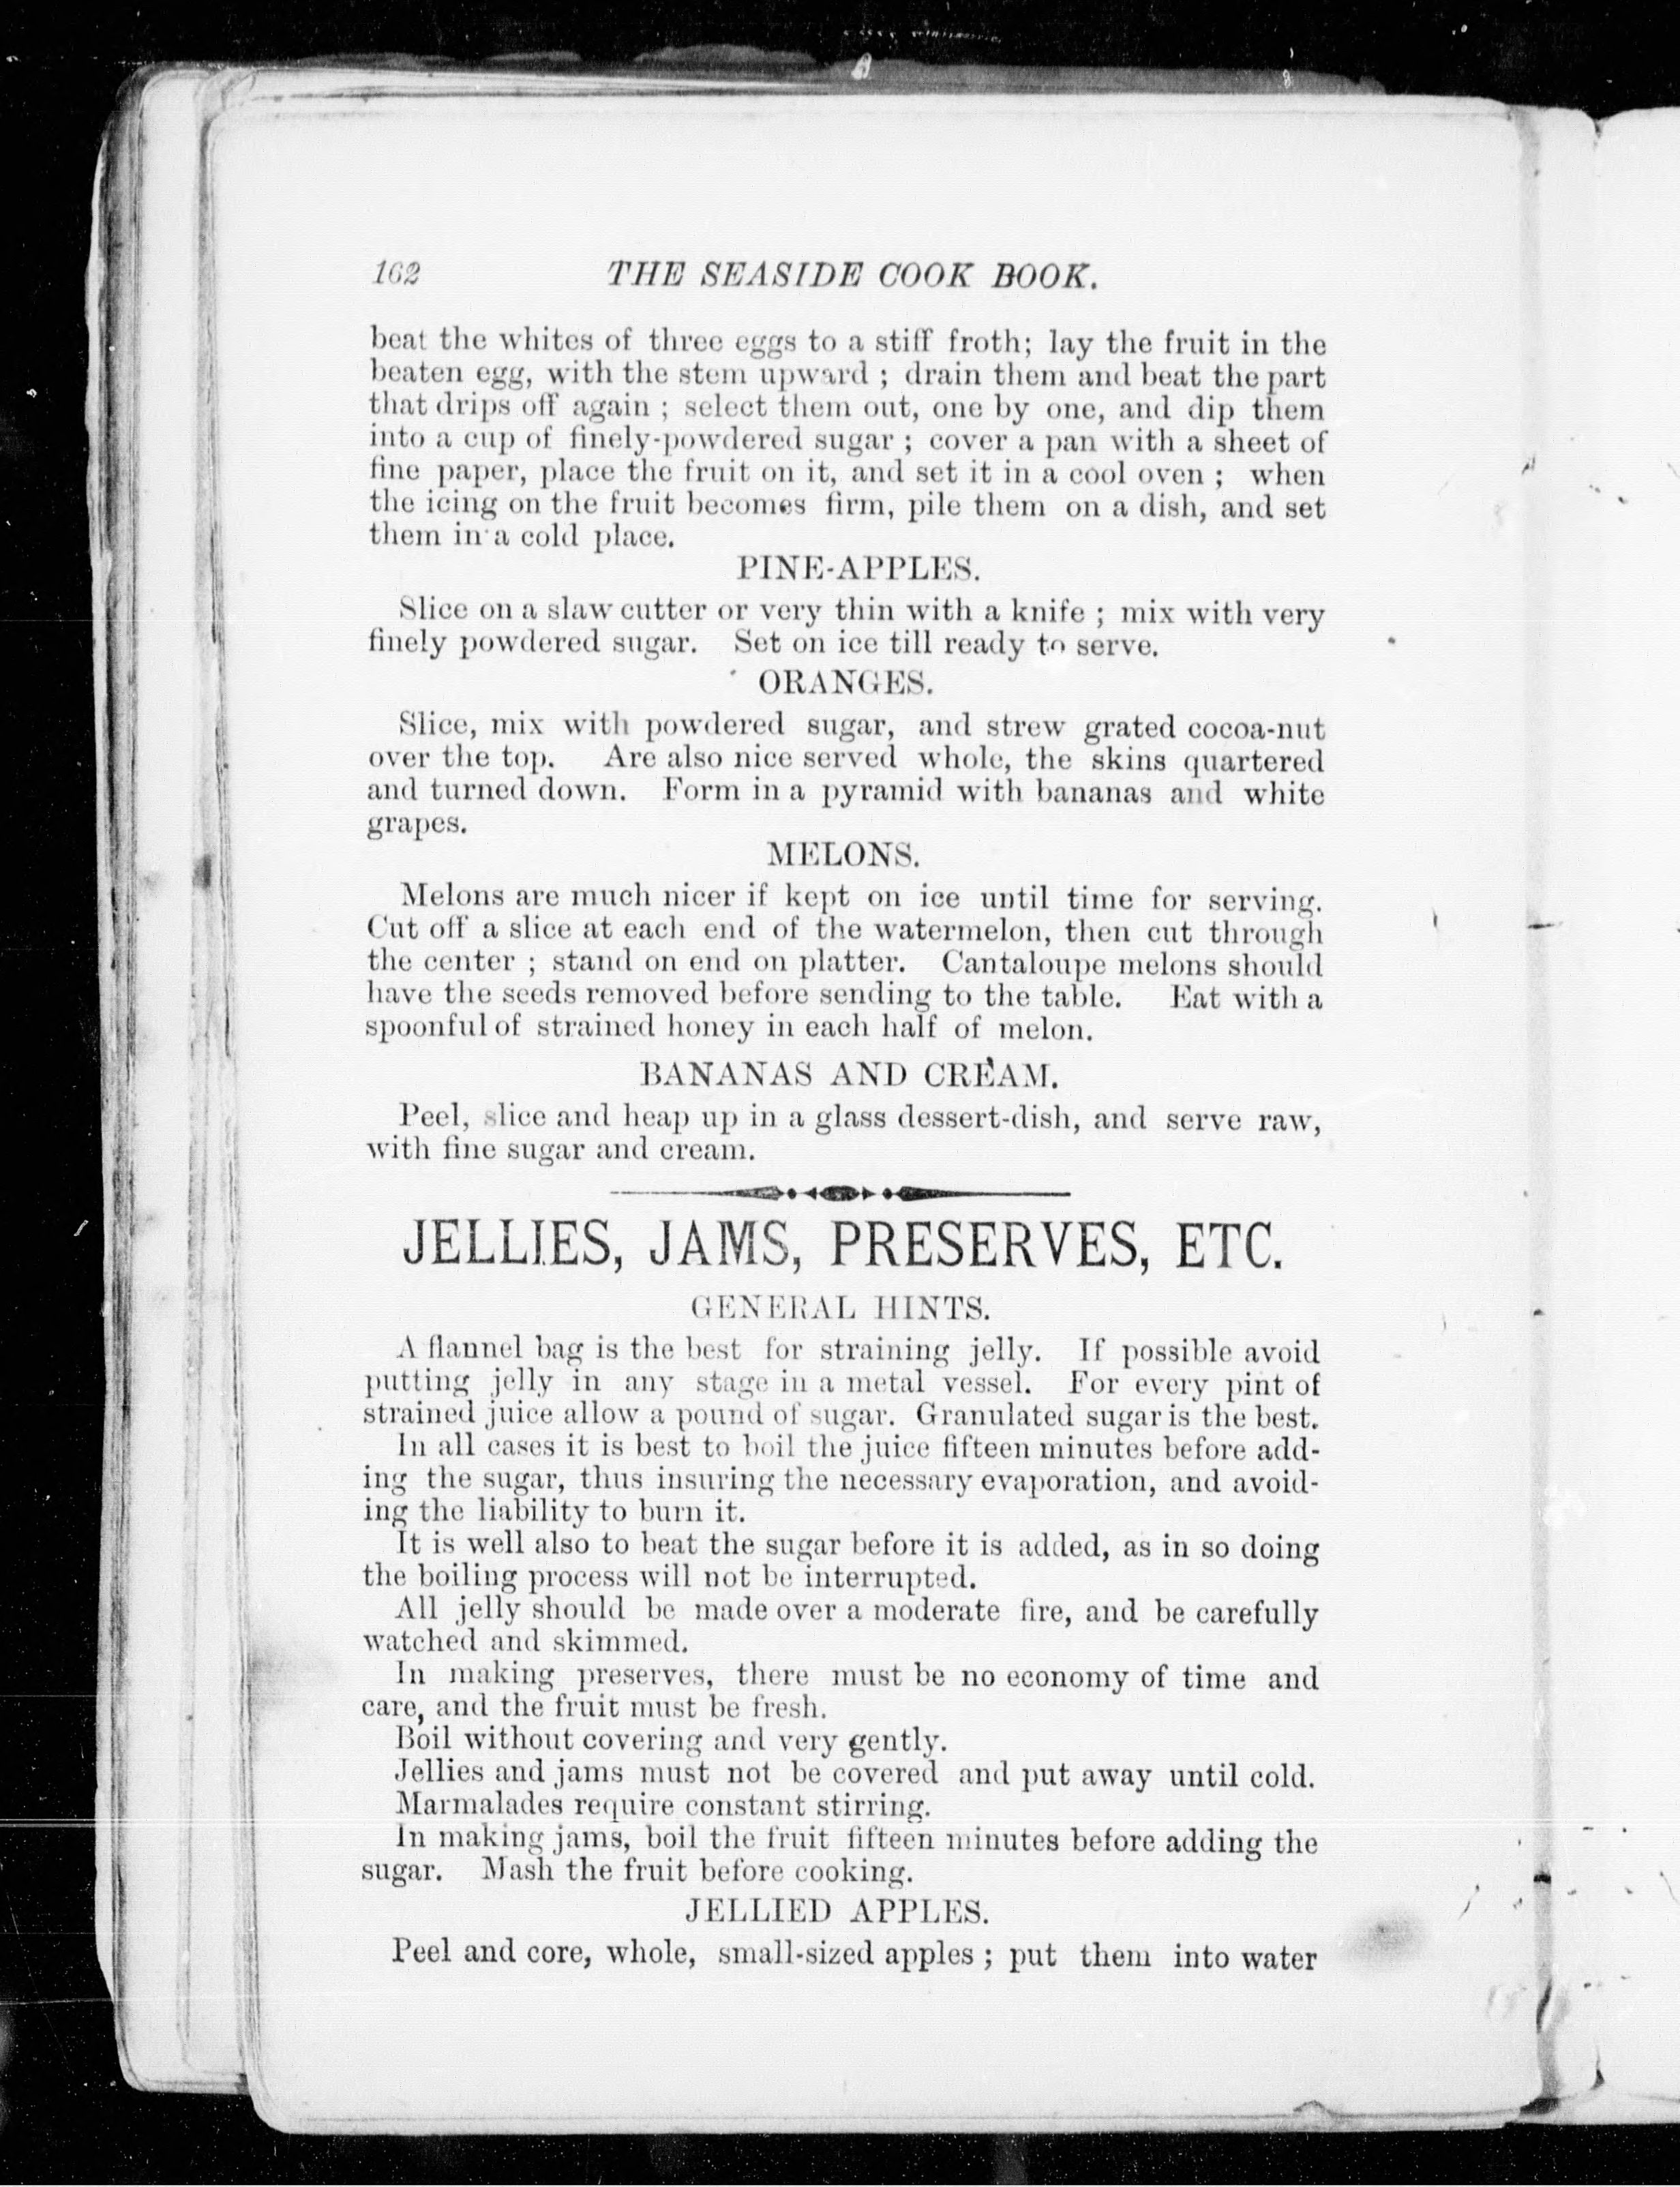 162 THE SEASIDE COOK BOOK.
beat the whites of three eggs to a stiff froth; lay the fruit in the
beaten egg, with the stem upward ; drain them and beat the part
that drips off again ; select them out, one by one, and dip them
into a cup of finely-powdered sugar ; cover a pan with a sheet of
fine paper, place the fruit on it, and set it in a cool oven ; when
the icing on the fruit becomes firm, pile them on a dish, and set
them in a cold place.
PINE-APPLES.
Slice on a slaw cutter or very thin with a knife ; mix with very
finely powdered sugar. Set on ice till ready to serve.
ORANGES.
Slice, mix with powdered sugar, and strew grated cocoa-nut
over the top. Are also nice served whole, the skins quartered
and turned down. Form in a pyramid with bananas and white
grapes.
MELONS.
Melons are much nicer if kept on ice until time for serving.
Cut off a slice at each end of the watermelon, then cut through
the center ; stand on end on platter. Cantaloupe melons should
have the seeds removed before sending to the table. Eat with a
spoonful of strained honey in each half of melon.
BANANAS AND CREAM.
Peel, slice and heap up in a glass dessert-dish, and serve raw,
with fine sugar and cream.
JELLIES, JAMS, PRESERVES, ETC.
GENERAL HINTS.
A flannel bag is the best for straining jelly. If possible avoid
putting jelly in any stage in a metal vessel. For every pint of
strained juice allow a pound of sugar. Granulated sugar is the best.
In all cases it is best to boil the juice fifteen minutes before add-
ing the sugar, thus insuring the necessary evaporation, and avoid-
ing the liability to burn it.
It is well also to beat the sugar before it is added, as in so doing
the boiling process will not be interrupted.
All jelly should be made over a moderate fire, and be carefully
watched and skimmed.
In making preserves, there must be no economy of time and
care, and the fruit must be fresh.
Boil without covering and very gently.
Jellies and jams must not be covered and put away until cold.
Marmalades require constant stirring.
In making jams, boil the fruit fifteen minutes before adding the
sugar. Mash the fruit before cooking.
JELLIED APPLES.
Peel and core, whole, small-sized apples ; put them into water